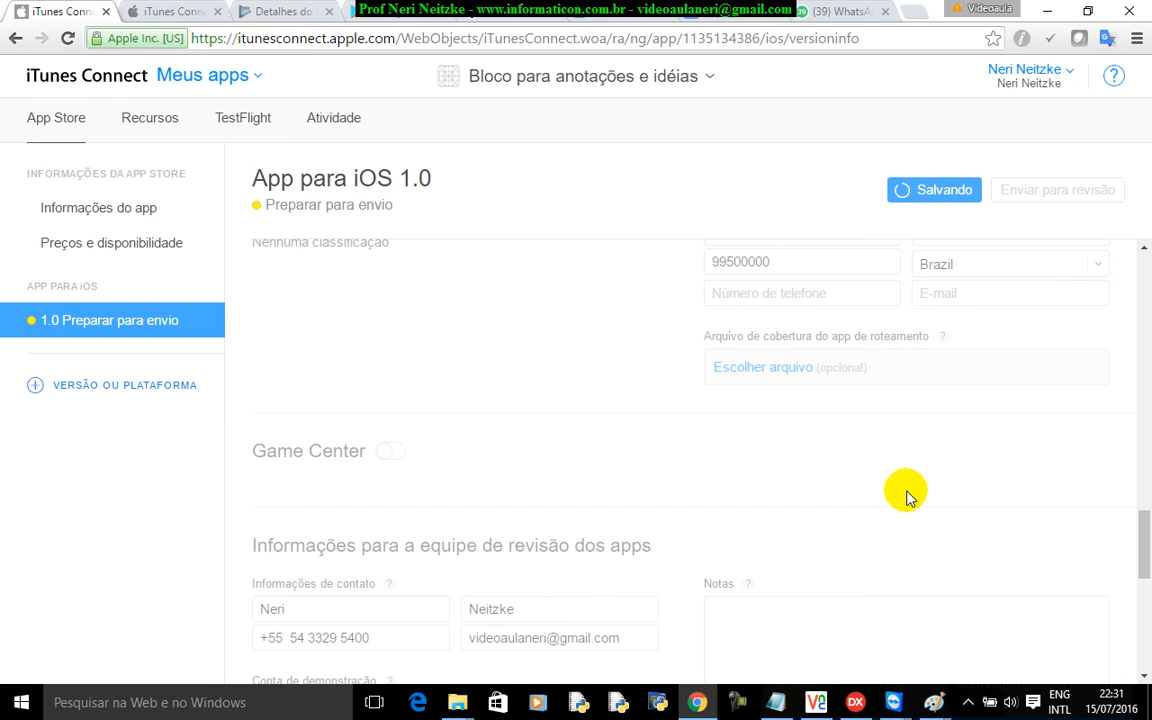 iTunes Conne
iTunes Conn
Detalhes do
Prof Neri Neitzke - www.informaticon.com.br - videoaulaneri@gmail.com
(39) WhatsA
Videoaula
Apple Inc. [US]
https://itunesconnect.apple.com/WebObjects/iTunesConnect.woa/ra/ng/app/1135134386/ios/versioninfo
iTunes Connect Meus apps
Bloco para anotações e idéias
Neri Neitzke
Neri Neitzke
?
App Store
Recursos
TestFlight
Atividade
INFORMAÇÕES DA APP STORE
Informações do app
Preços e disponibilidade
APP PARA iOS
1.0 Preparar para envio
VERSÃO OU PLATAFORMA
App para iOS 1.0
Preparar para envio
Salvando
Enviar para revisão
Nenhuma classificação
99500000
Brazil
Número de telefone
E-mail
Arquivo de cobertura do app de roteamento ?
Escolher arquivo (opcional)
Game Center
Informações para a equipe de revisão dos apps
Informações de contato ?
Neri
Neitzke
+55 54 3329 5400
videoaulaneri@gmail.com
Conta de demonstração ?
Notas ?
Pesquisar na Web e no Windows
ENG
INTL
22:31
15/07/2016